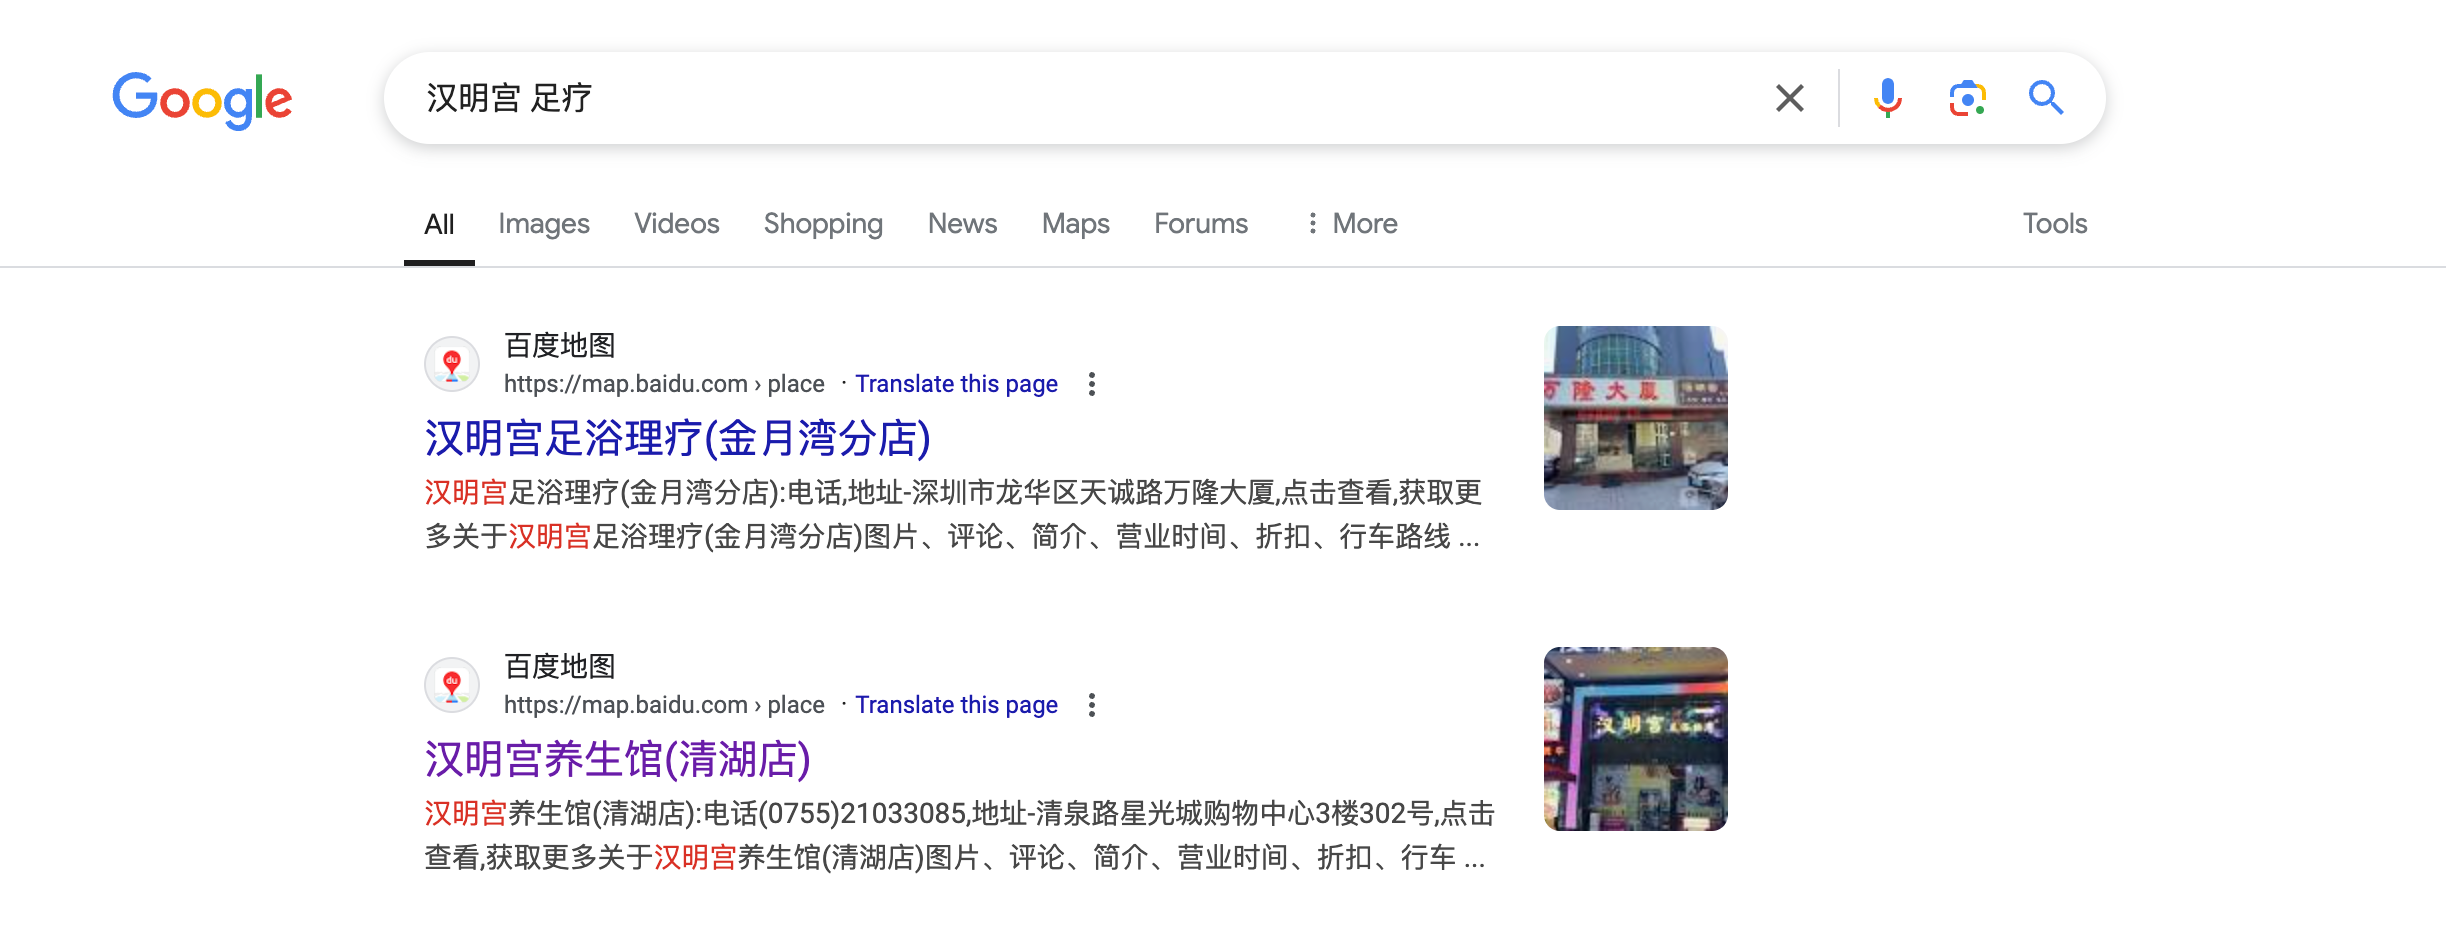 Google
汉明宫 足疗
All Images Videos Shopping News Maps Forums More Tools
百度地图
https://map.baidu.com › place · Translate this page
汉明宫足浴理疗(金月湾分店)
汉明宫足浴理疗(金月湾分店):电话,地址-深圳市龙华区天诚路万隆大厦,点击查看,获取更
多关于汉明宫足浴理疗(金月湾分店)图片、评论、简介、营业时间、折扣、行车路线 ...
万隆大厦
百度地图
https://map.baidu.com › place · Translate this page
汉明宫养生馆(清湖店)
汉明宫养生馆(清湖店):电话(0755)21033085,地址-清泉路星光城购物中心3楼302号,点击
查看,获取更多关于汉明宫养生馆(清湖店)图片、评论、简介、营业时间、折扣、行车 ...
汉明宫